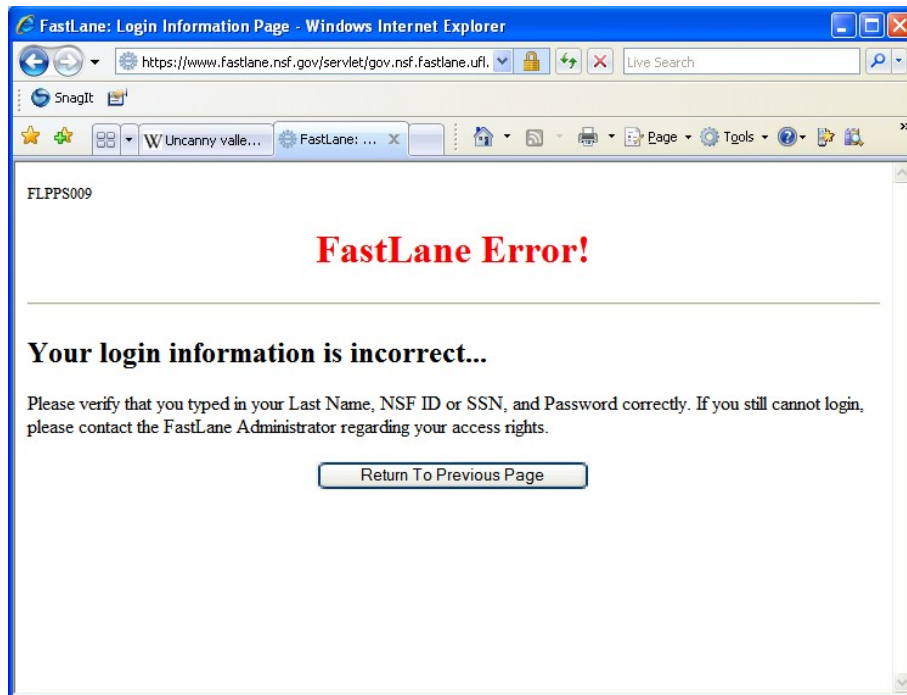 FastLane: Login Information Page - Windows Internet Explorer
https://www.fastlane.nsf.gov/servlet/gov.nsf.fastlane.ufl.
Live Search
SnagIt
W Uncanny valle... FastLane: ... X Page Tools »
FLPPS009
FastLane Error!
Your login information is incorrect...
Please verify that you typed in your Last Name, NSF ID or SSN, and Password correctly. If you still cannot login,
please contact the FastLane Administrator regarding your access rights.
Return To Previous Page